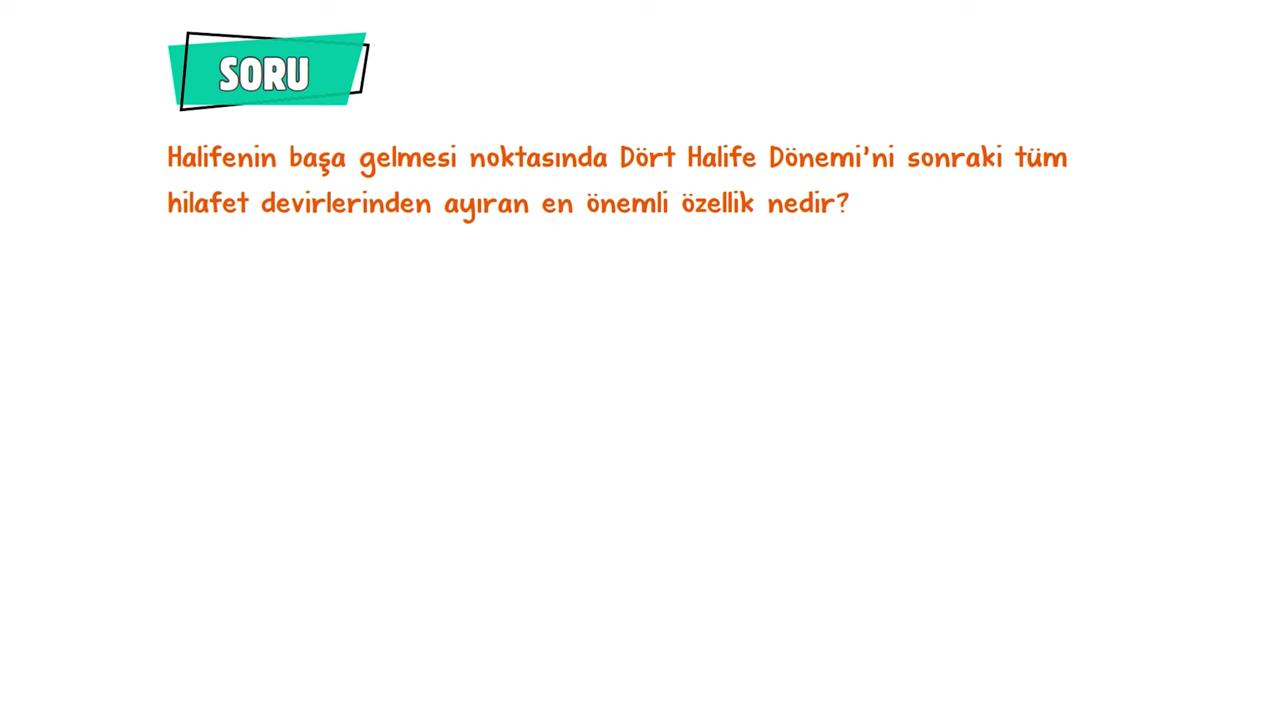 SORU
Halifenin başa gelmesi noktasında Dört Halife Dönemi'ni sonraki tüm
hilafet devirlerinden ayıran en önemli özellik nedir?